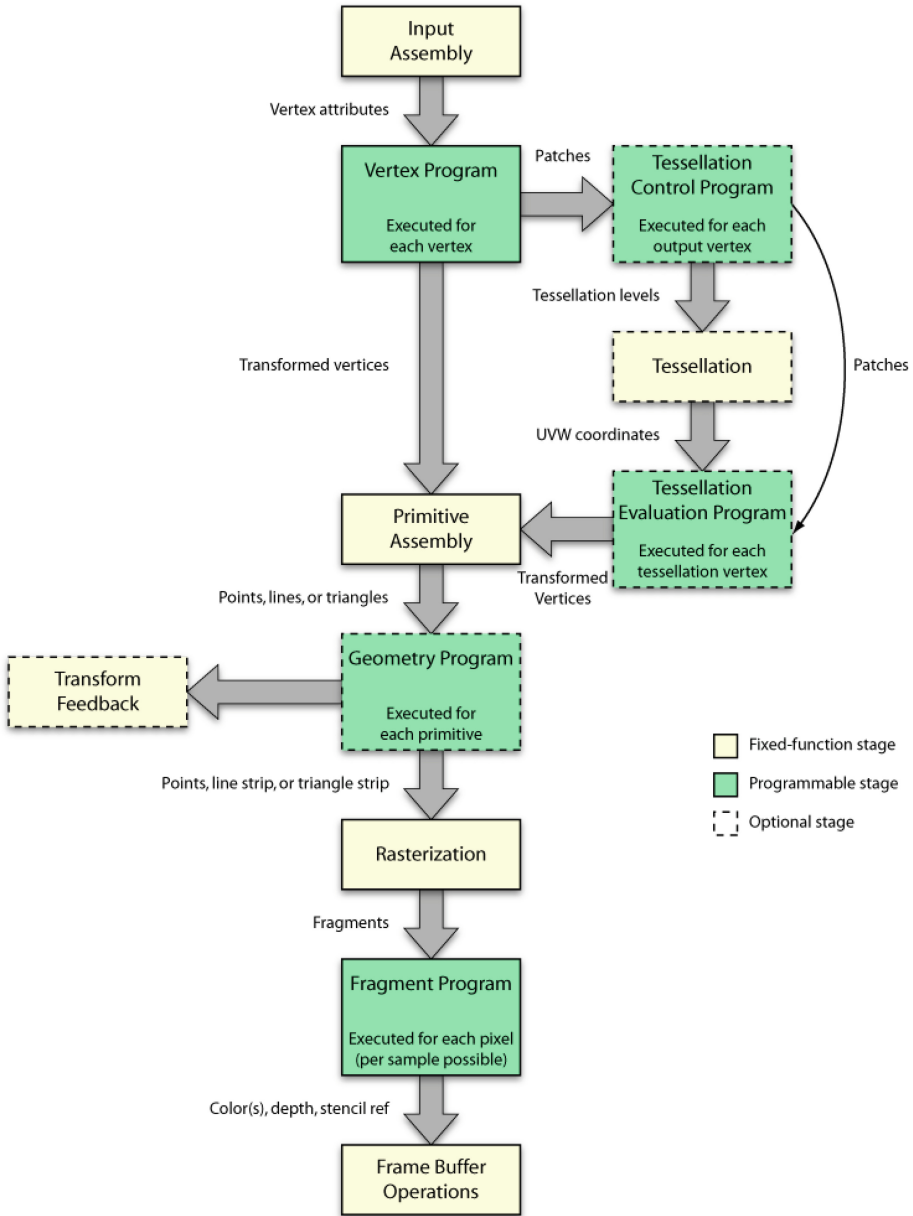 Input
Assembly
Vertex attributes
Vertex Program
Executed for
each vertex
Patches
Tessellation
Control Program
Executed for each
output vertex
Tessellation levels
Tessellation
Patches
Transformed vertices
UVW coordinates
Tessellation
Evaluation Program
Executed for each
tessellation vertex
Primitive
Assembly
Transformed
Vertices
Points, lines, or triangles
Geometry Program
Executed for
each primitive
Transform
Feedback
Points, line strip, or triangle strip
Fixed-function stage
Programmable stage
Optional stage
Rasterization
Fragments
Fragment Program
Executed for each pixel
(per sample possible)
Color(s), depth, stencil ref
Frame Buffer
Operations